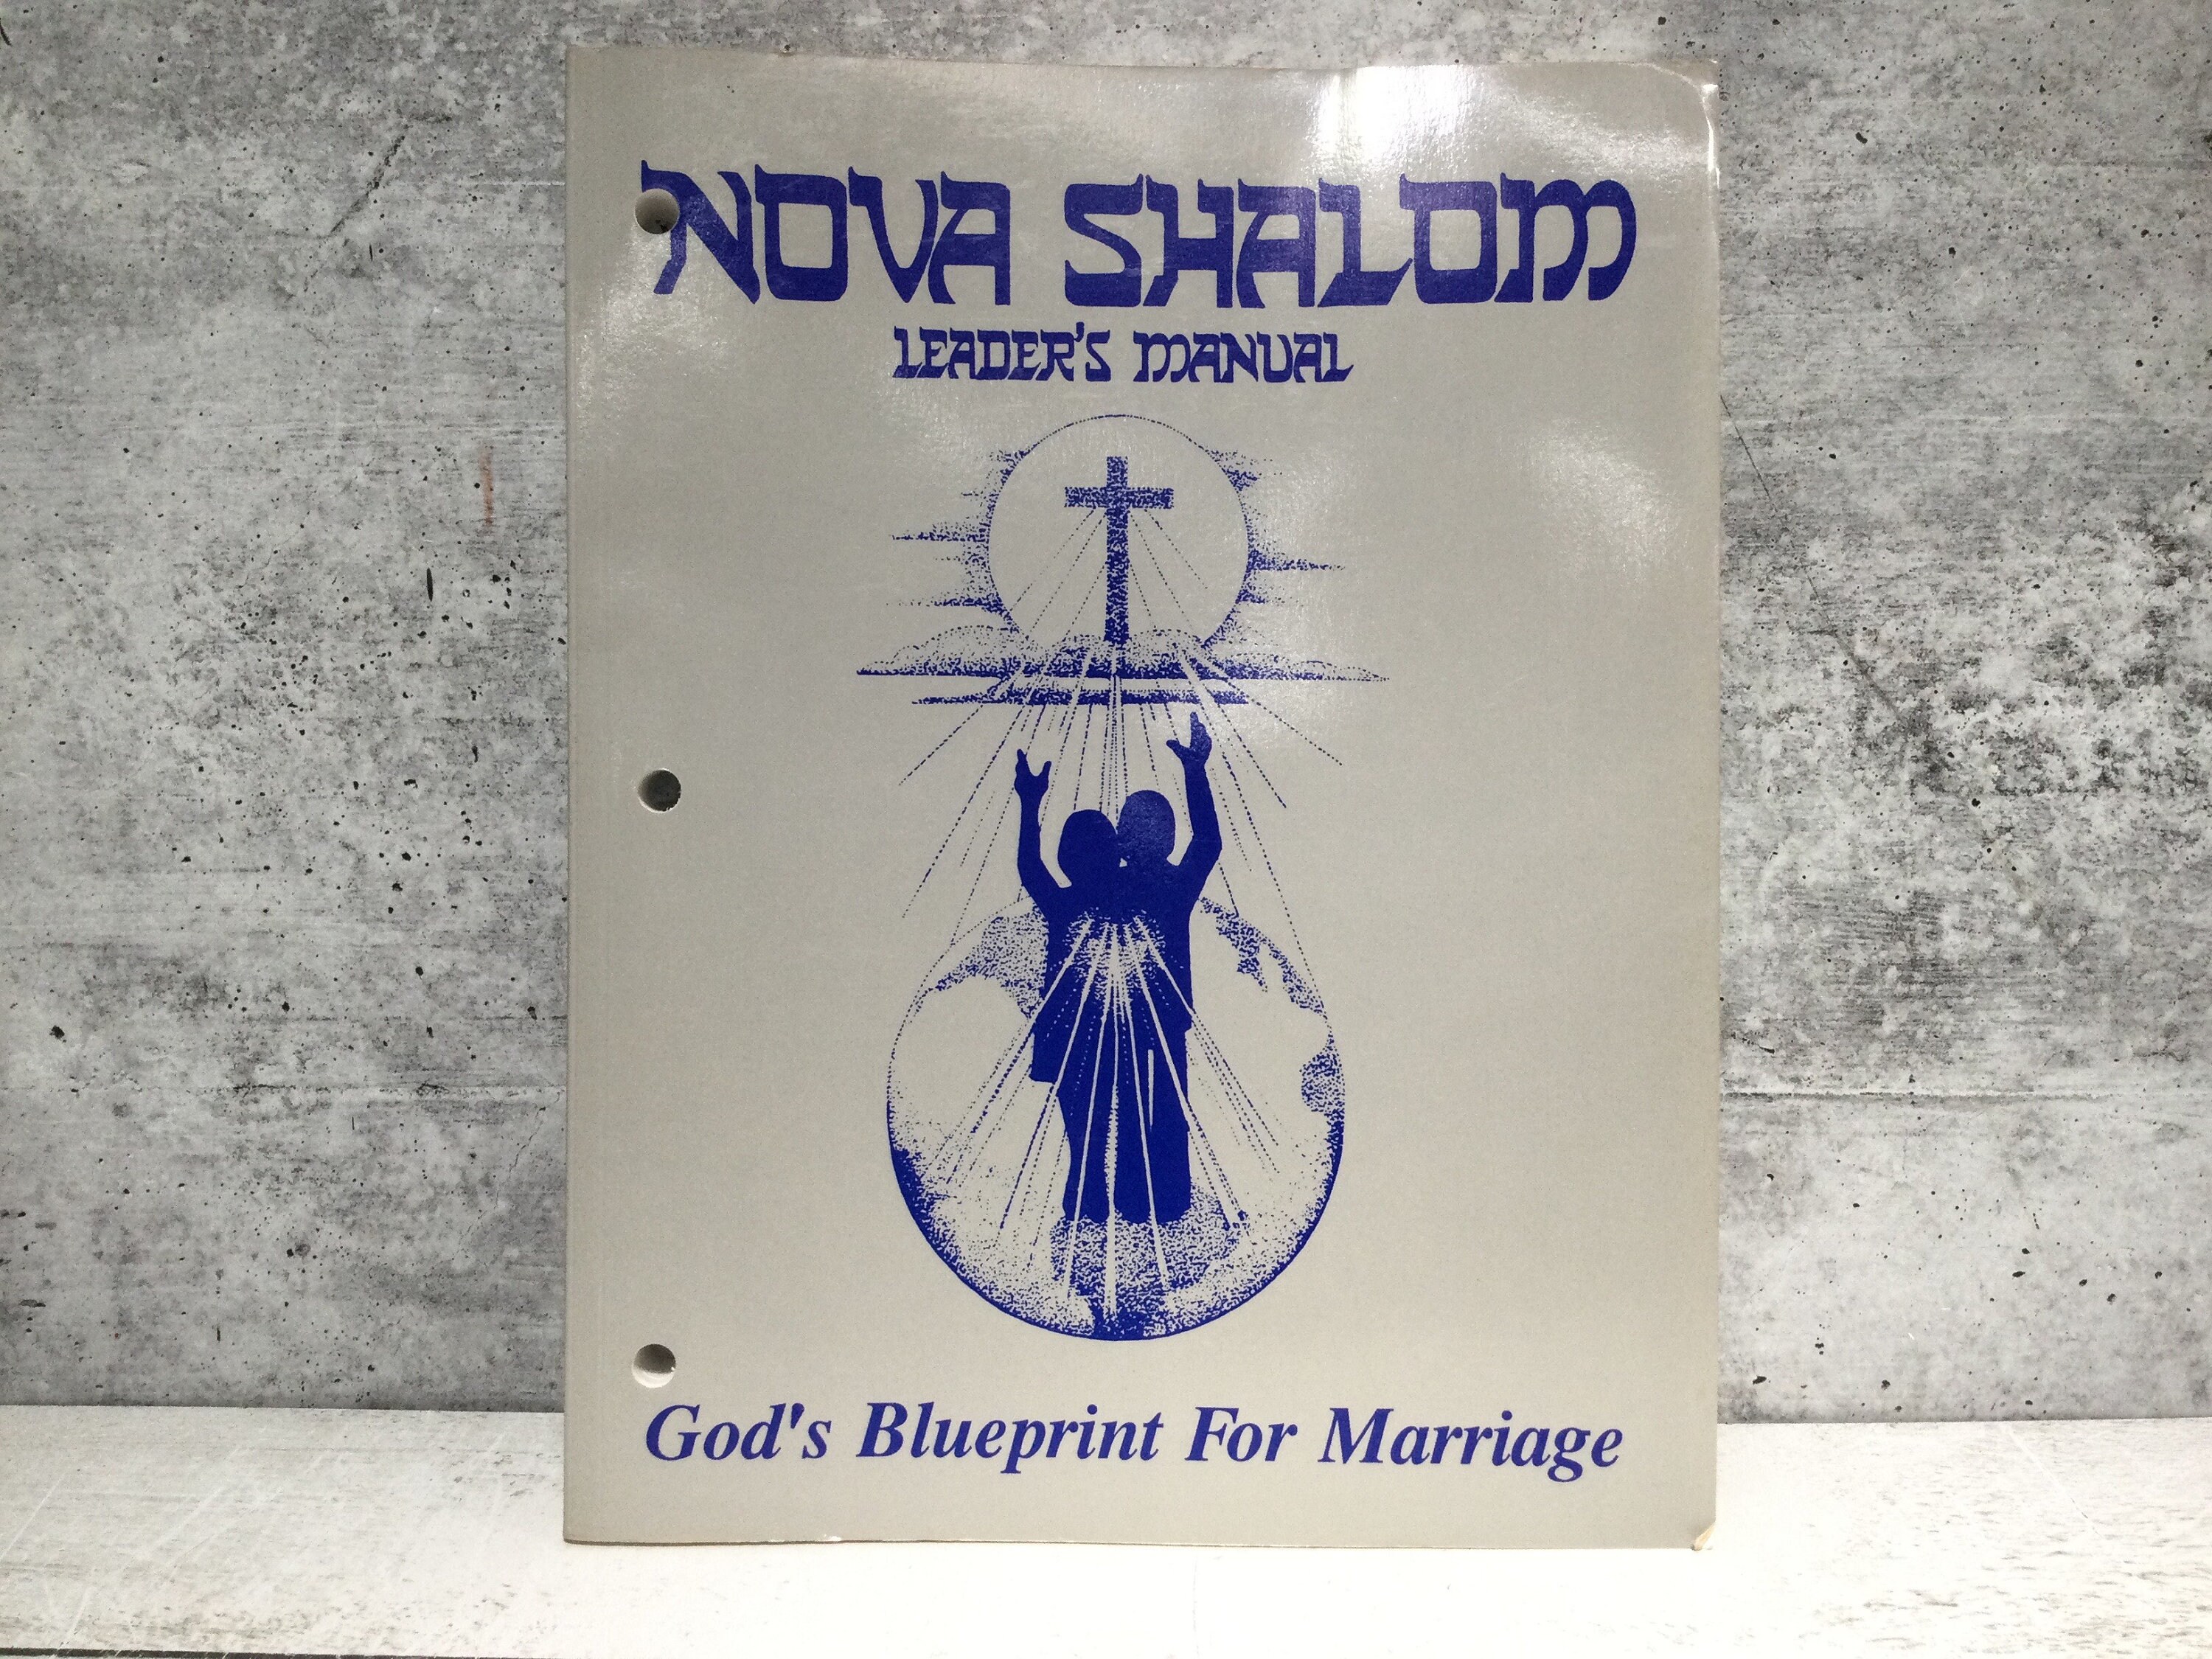 NOVA SHALOM
LEADER'S MANUAL
God's Blueprint For Marriage